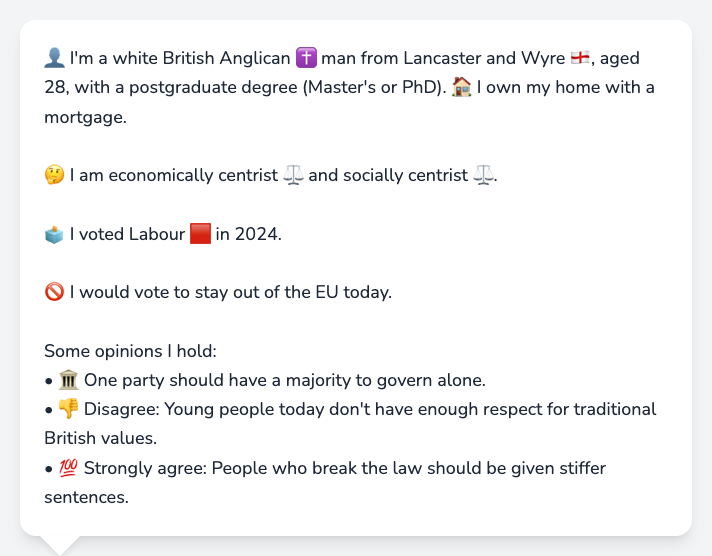 👤 I'm a white British Anglican ✝️ man from Lancaster and Wyre 🏴󠁧󠁢󠁥󠁮󠁧󠁿, aged
28, with a postgraduate degree (Master's or PhD). 🏠 I own my home with a
mortgage.
🤔 I am economically centrist ⚖️ and socially centrist ⚖️.
🗳️ I voted Labour 🟥 in 2024.
🚫 I would vote to stay out of the EU today.
Some opinions I hold:
• 🏛️ One party should have a majority to govern alone.
• 👎 Disagree: Young people today don't have enough respect for traditional
British values.
• 💯 Strongly agree: People who break the law should be given stiffer
sentences.